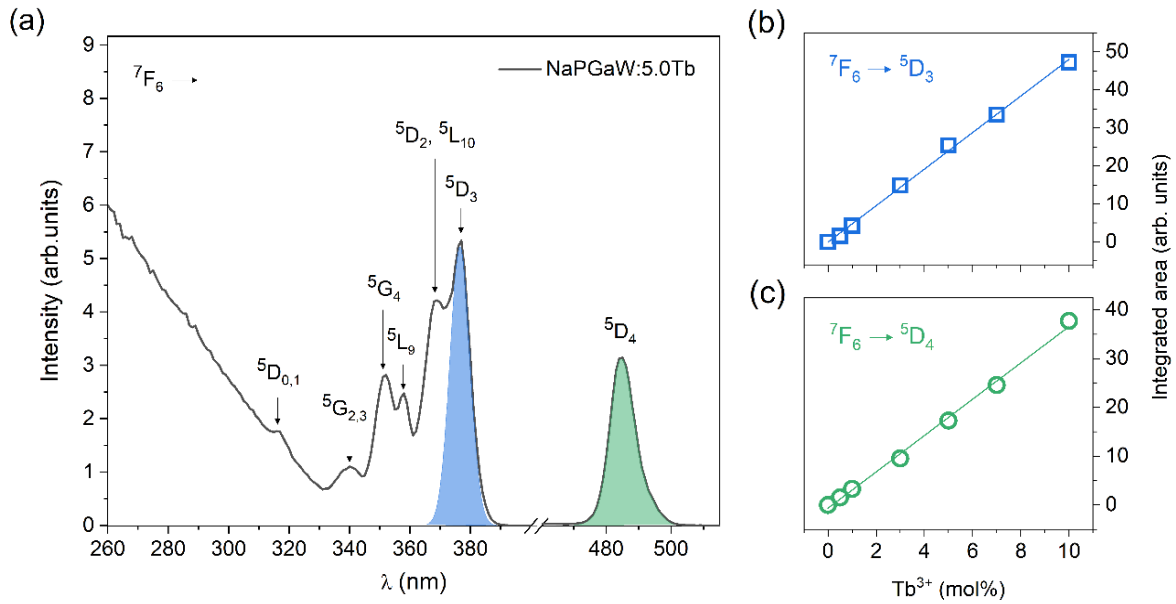 (a)
9
8
7
6
5
4
3
2
1
0
Intensity (arb.units)
⁷F₆ →
NaPGaW:5.0Tb
⁵D₂, ⁵L₁₀
⁵D₃
⁵G₄
⁵L₉
⁵D₄
⁵D₀,₁
⁵G₂,₃
260 280 300 320 340 360 380 480 500
λ (nm)
(b)
⁷F₆ → ⁵D₃
50
40
30
20
10
0
(c)
⁷F₆ → ⁵D₄
40
30
20
10
0
Integrated area (arb. units)
0 2 4 6 8 10
Tb³⁺ (mol%)